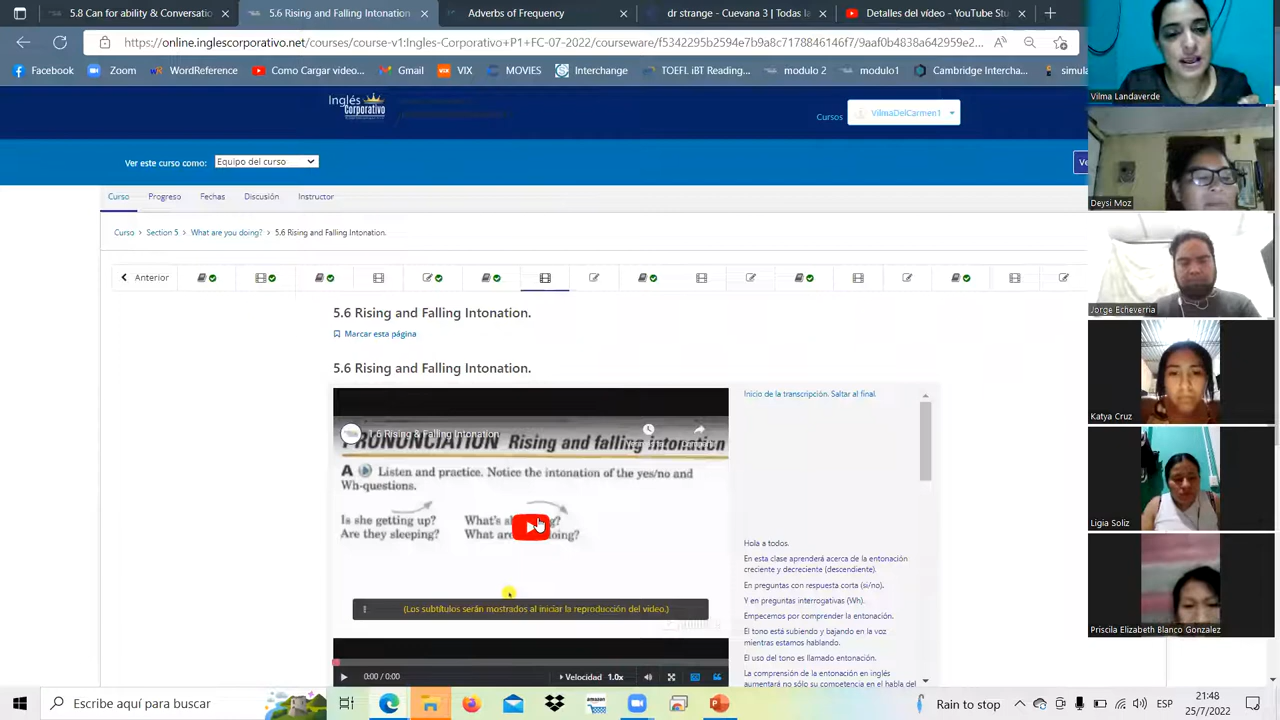 5.8 Can for ability & Conversatio
5.6 Rising and Falling Intonation
Adverbs of Frequency
dr strange - Cuevana 3 | Todas la
Detalles del vídeo - YouTube Stu
https://online.inglescorporativo.net/courses/course-v1:Ingles-Corporativo+P1+FC-07-2022/courseware/f5342295b2594e7b9a8c7178846146f7/9aaf0b4838a642959e2...
Facebook
Zoom
WordReference
Como Cargar vídeo...
Gmail
VIX
MOVIES
Interchange
TOEFL iBT Reading...
modulo 2
modulo1
Cambridge Intercha...
simula
Inglés
Corporativo
Cursos
VilmaDelCarmen1
Ver este curso como:
Equipo del curso
Ve
Curso
Progreso
Fechas
Discusión
Instructor
Curso > Section 5 > What are you doing? > 5.6 Rising and Falling Intonation.
Anterior
5.6 Rising and Falling Intonation.
Marcar esta página
5.6 Rising and Falling Intonation.
1.6 Rising & Falling Intonation
PRONUNCIATION Rising and falling intonation
A Listen and practice. Notice the intonation of the yes/no and
Wh-questions.
Is she getting up?
Are they sleeping?
What's
What are doing?
(Los subtítulos serán mostrados al iniciar la reproducción del video.)
0:00 / 0:00
Velocidad 1.0x
Inicio de la transcripción. Saltar al final.
Hola a todos.
En esta clase aprenderá acerca de la entonación
creciente y decreciente (descendiente).
En preguntas con respuesta corta (si/no).
Y en preguntas interrogativas (Wh).
Empecemos por comprender la entonación.
El tono está subiendo y bajando en la voz
mientras estamos hablando.
El uso del tono es llamado entonación.
La comprensión de la entonación en inglés
aumentará no sólo su competencia en el habla del
Vilma Landaverde
Deysi Moz
Jorge Echeverria
Katya Cruz
Ligia Soliz
Priscila Elizabeth Blanco Gonzalez
Escribe aquí para buscar
amazon
Rain to stop
ESP
21:48
25/7/2022